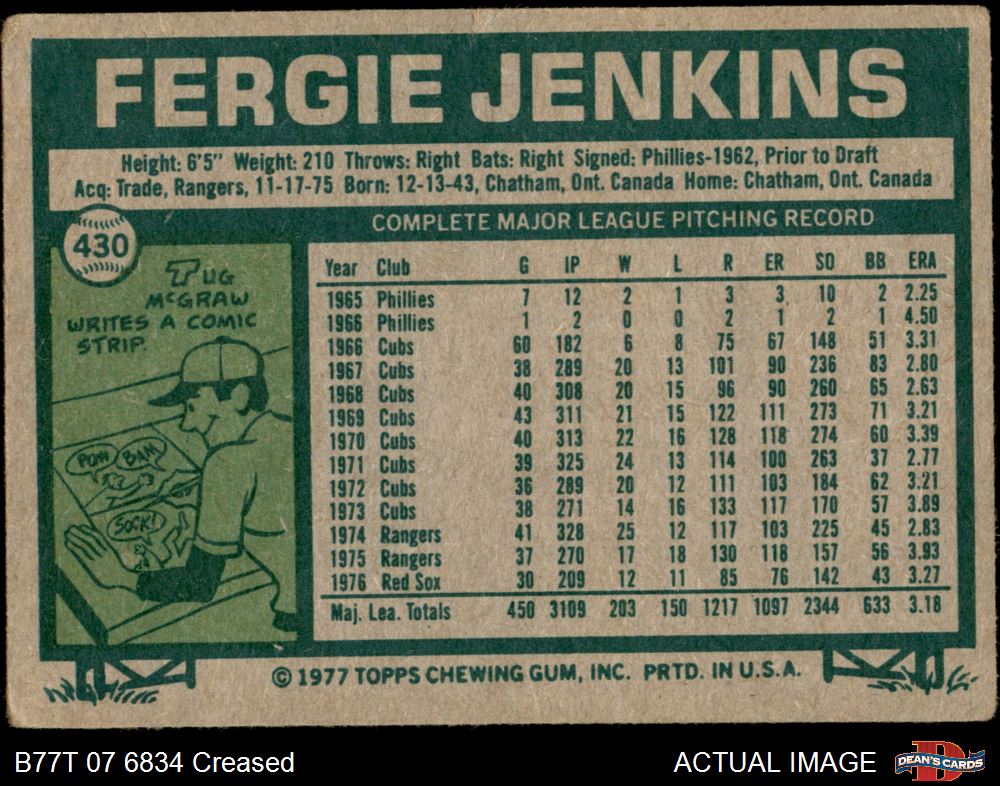 FERGIE JENKINS
Height: 6'5" Weight: 210 Throws: Right Bats: Right Signed: Phillies-1962, Prior to Draft
Acq: Trade, Rangers, 11-17-75 Born: 12-13-43, Chatham, Ont. Canada Home: Chatham, Ont. Canada
430
COMPLETE MAJOR LEAGUE PITCHING RECORD
TUG
McGRAW
WRITES A COMIC
STRIP.
POW BAM
SOCK!
Year Club G IP W L R ER SO BB ERA
1965 Phillies 7 12 2 1 3 3 10 2 2.25
1966 Phillies 1 2 0 0 2 1 2 1 4.50
1966 Cubs 60 182 6 8 75 67 148 51 3.31
1967 Cubs 38 289 20 13 101 90 236 83 2.80
1968 Cubs 40 308 20 15 96 90 260 65 2.63
1969 Cubs 43 311 21 15 122 111 273 71 3.21
1970 Cubs 40 313 22 16 128 118 274 60 3.39
1971 Cubs 39 325 24 13 114 100 263 37 2.77
1972 Cubs 36 289 20 12 111 103 184 62 3.21
1973 Cubs 38 271 14 16 133 117 170 57 3.89
1974 Rangers 41 328 25 12 117 103 225 45 2.83
1975 Rangers 37 270 17 18 130 118 157 56 3.93
1976 Red Sox 30 209 12 11 85 76 142 43 3.27
Maj. Lea. Totals 450 3109 203 150 1217 1097 2344 633 3.18
© 1977 TOPPS CHEWING GUM, INC. PRTD. IN U.S.A.
B77T 07 6834 Creased
ACTUAL IMAGE
DEAN'S CARDS